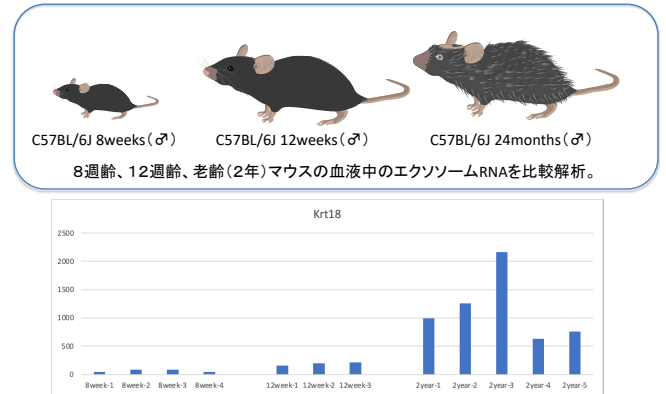 C57BL/6J 8weeks(♂) C57BL/6J 12weeks(♂) C57BL/6J 24months(♂)
８週齢、１２週齢、老齢（２年）マウスの血液中のエクソソームRNAを比較解析。
Krt18
2500
2000
1500
1000
500
0
8week-1 8week-2 8week-3 8week-4 12week-1 12week-2 12week-3 2year-1 2year-2 2year-3 2year-4 2year-5